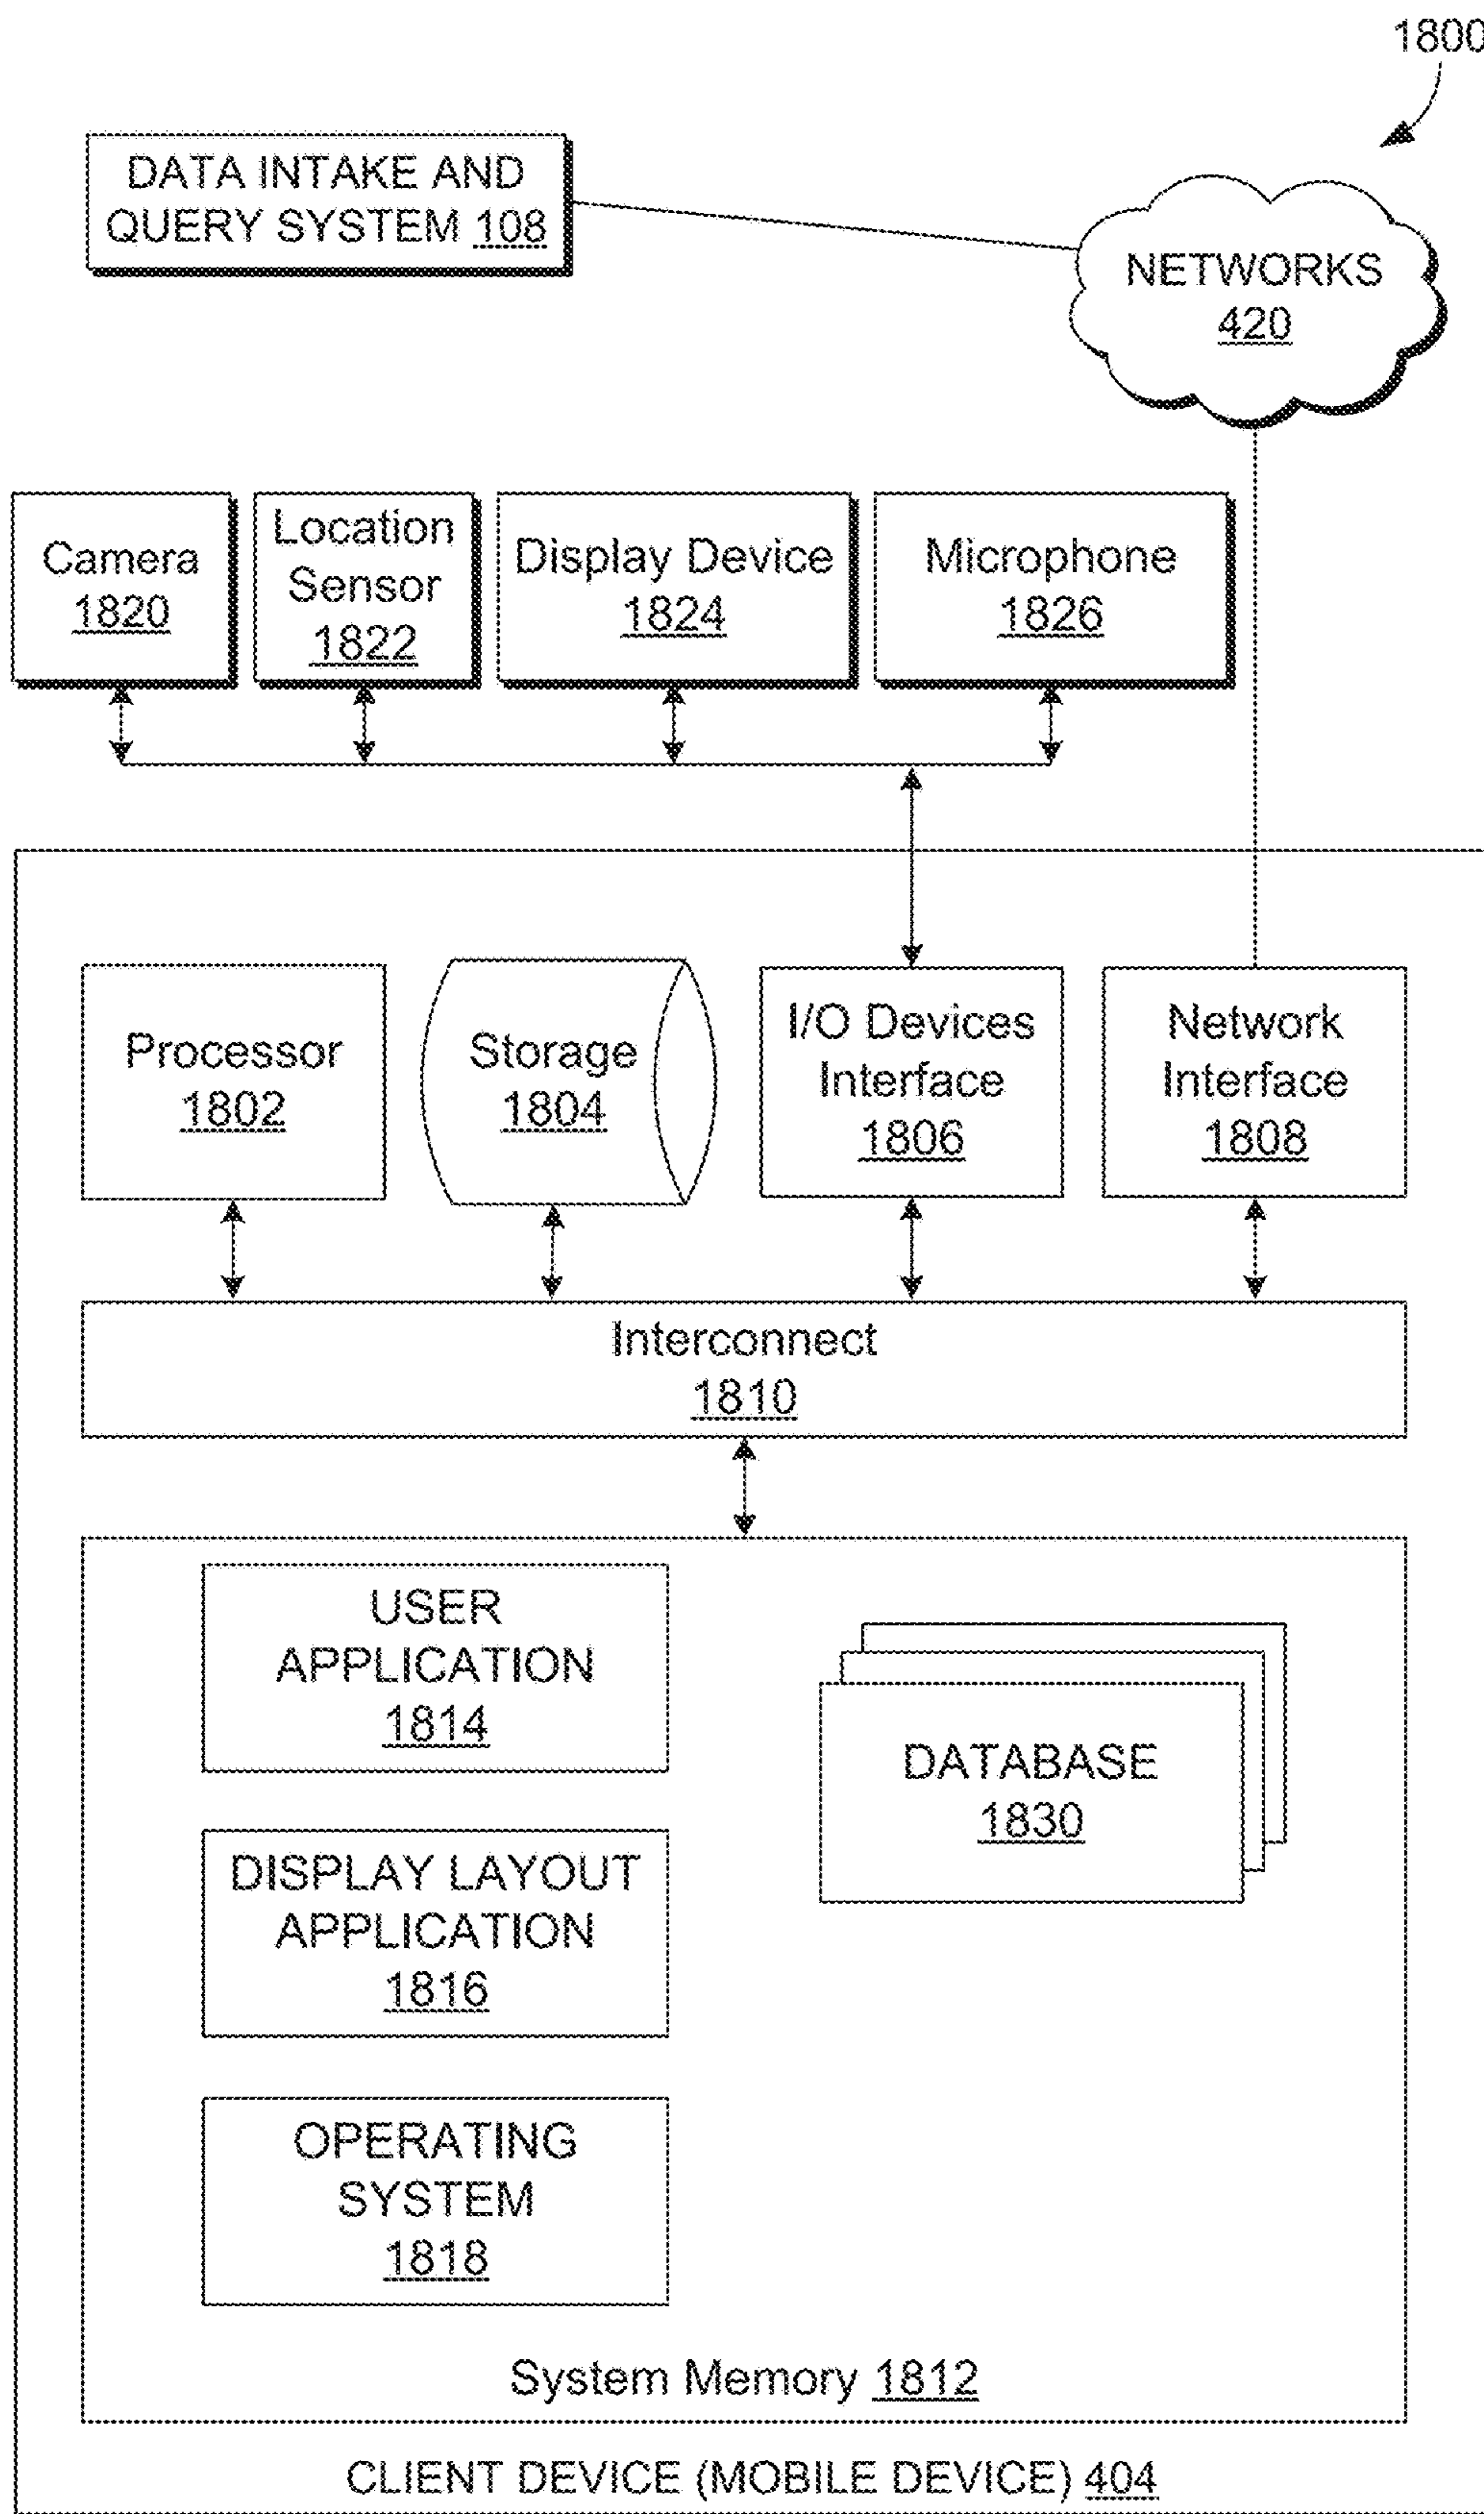 1800
DATA INTAKE AND
QUERY SYSTEM 108
NETWORKS
420
Camera
1820
Location
Sensor
1822
Display Device
1824
Microphone
1826
Processor
1802
Storage
1804
I/O Devices
Interface
1806
Network
Interface
1808
Interconnect
1810
USER
APPLICATION
1814
DATABASE
1830
DISPLAY LAYOUT
APPLICATION
1816
OPERATING
SYSTEM
1818
System Memory 1812
CLIENT DEVICE (MOBILE DEVICE) 404